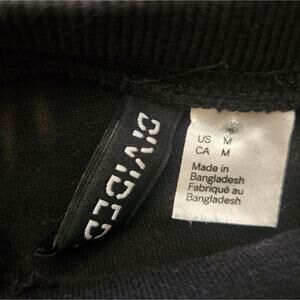 DIVIDED
US M
CA M
Made in
Bangladesh
Fabriqué au
Bangladesh